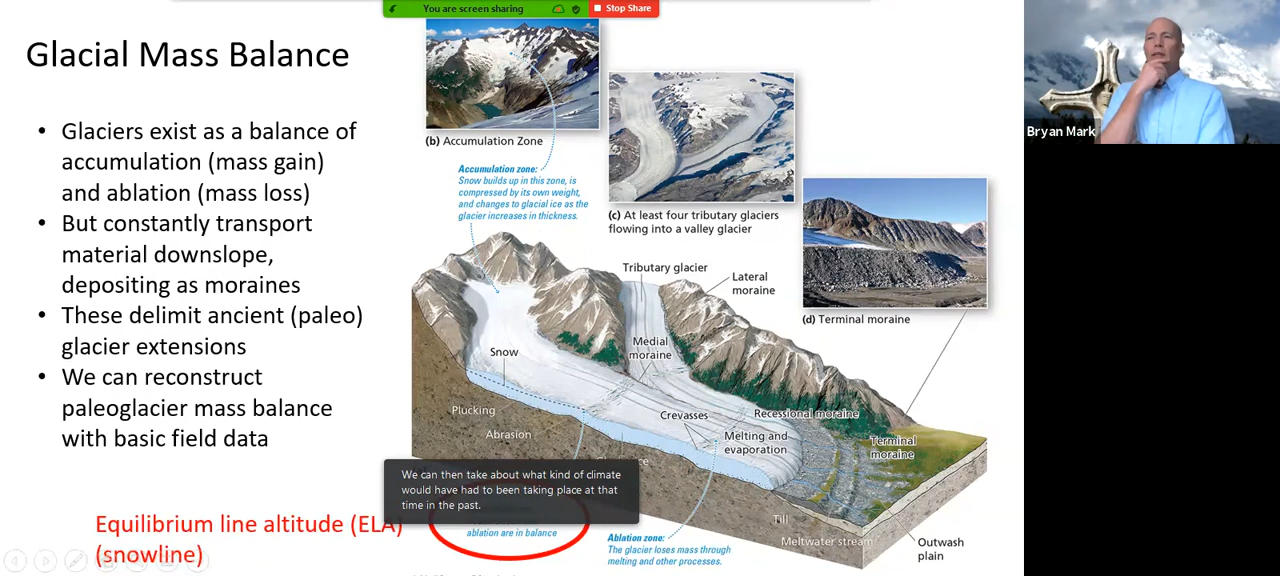 You are screen sharing
Stop Share
Glacial Mass Balance
• Glaciers exist as a balance of
accumulation (mass gain)
and ablation (mass loss)
• But constantly transport
material downslope,
depositing as moraines
• These delimit ancient (paleo)
glacier extensions
• We can reconstruct
paleoglacier mass balance
with basic field data
Equilibrium line altitude (ELA)
(snowline)
(b) Accumulation Zone
Accumulation zone:
Snow builds up in this zone, is
compressed by its own weight,
and changes to glacial ice as the
glacier increases in thickness.
(c) At least four tributary glaciers
flowing into a valley glacier
(d) Terminal moraine
Tributary glacier
Lateral
moraine
Medial
moraine
Snow
Plucking
Abrasion
Crevasses
Recessional moraine
Melting and
evaporation
Terminal
moraine
We can then take about what kind of climate
would have had to been taking place at that
time in the past.
ablation are in balance
Ablation zone:
The glacier loses mass through
melting and other processes.
Till
Meltwater stream
Outwash
plain
Bryan Mark